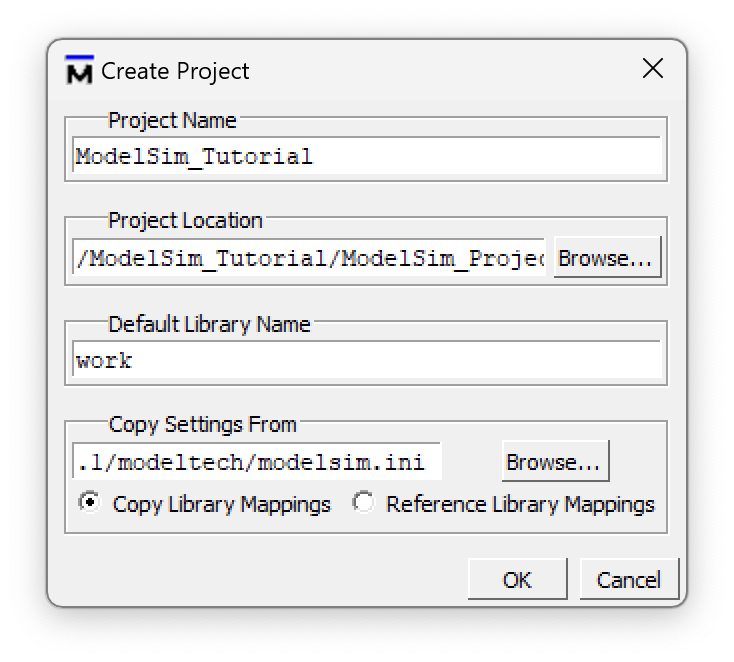 Create Project
Project Name
ModelSim_Tutorial
Project Location
/ModelSim_Tutorial/ModelSim_Projec
Browse...
Default Library Name
work
Copy Settings From
.1/modeltech/modelsim.ini
Browse...
Copy Library Mappings Reference Library Mappings
OK Cancel